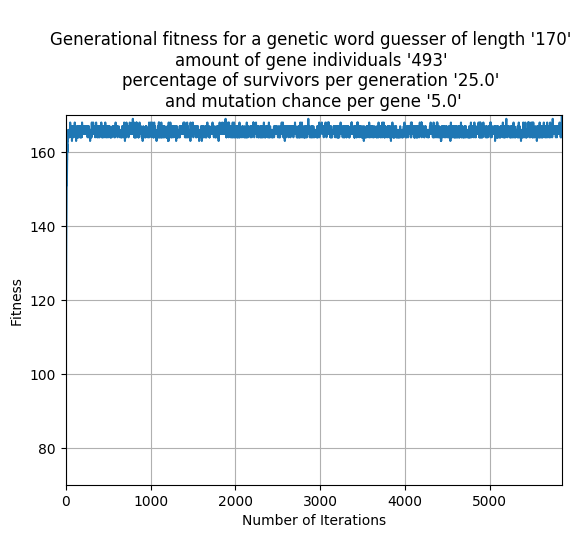 Generational fitness for a genetic word guesser of length '170'
amount of gene individuals '493'
percentage of survivors per generation '25.0'
and mutation chance per gene '5.0'
160
140
120
100
80
Fitness
0 1000 2000 3000 4000 5000
Number of Iterations